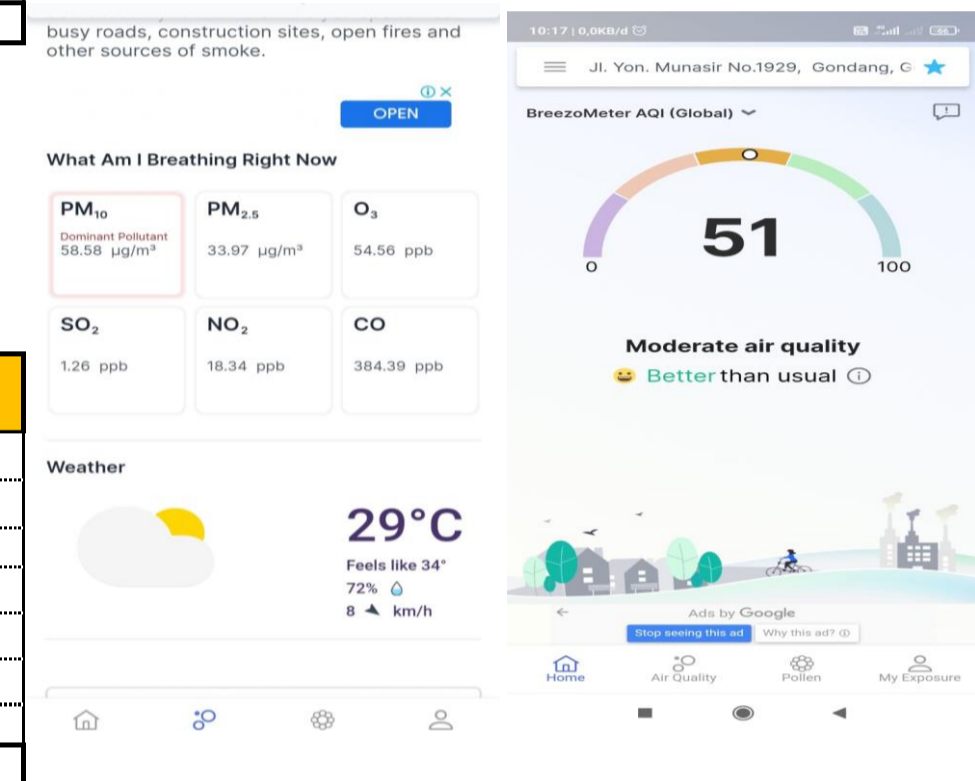 busy roads, construction sites, open fires and
other sources of smoke.
OPEN
What Am I Breathing Right Now
PM₁₀
Dominant Pollutant
58.58 µg/m³
PM₂.₅
33.97 µg/m³
O₃
54.56 ppb
SO₂
1.26 ppb
NO₂
18.34 ppb
CO
384.39 ppb
Weather
29°C
Feels like 34°
72%
8 km/h
10:17 | 0,0KB/d
66
Jl. Yon. Munasir No.1929, Gondang, G
BreezoMeter AQI (Global)
51
0
100
Moderate air quality
Better than usual
Ads by Google
Stop seeing this ad
Why this ad?
Home
Air Quality
Pollen
My Exposure